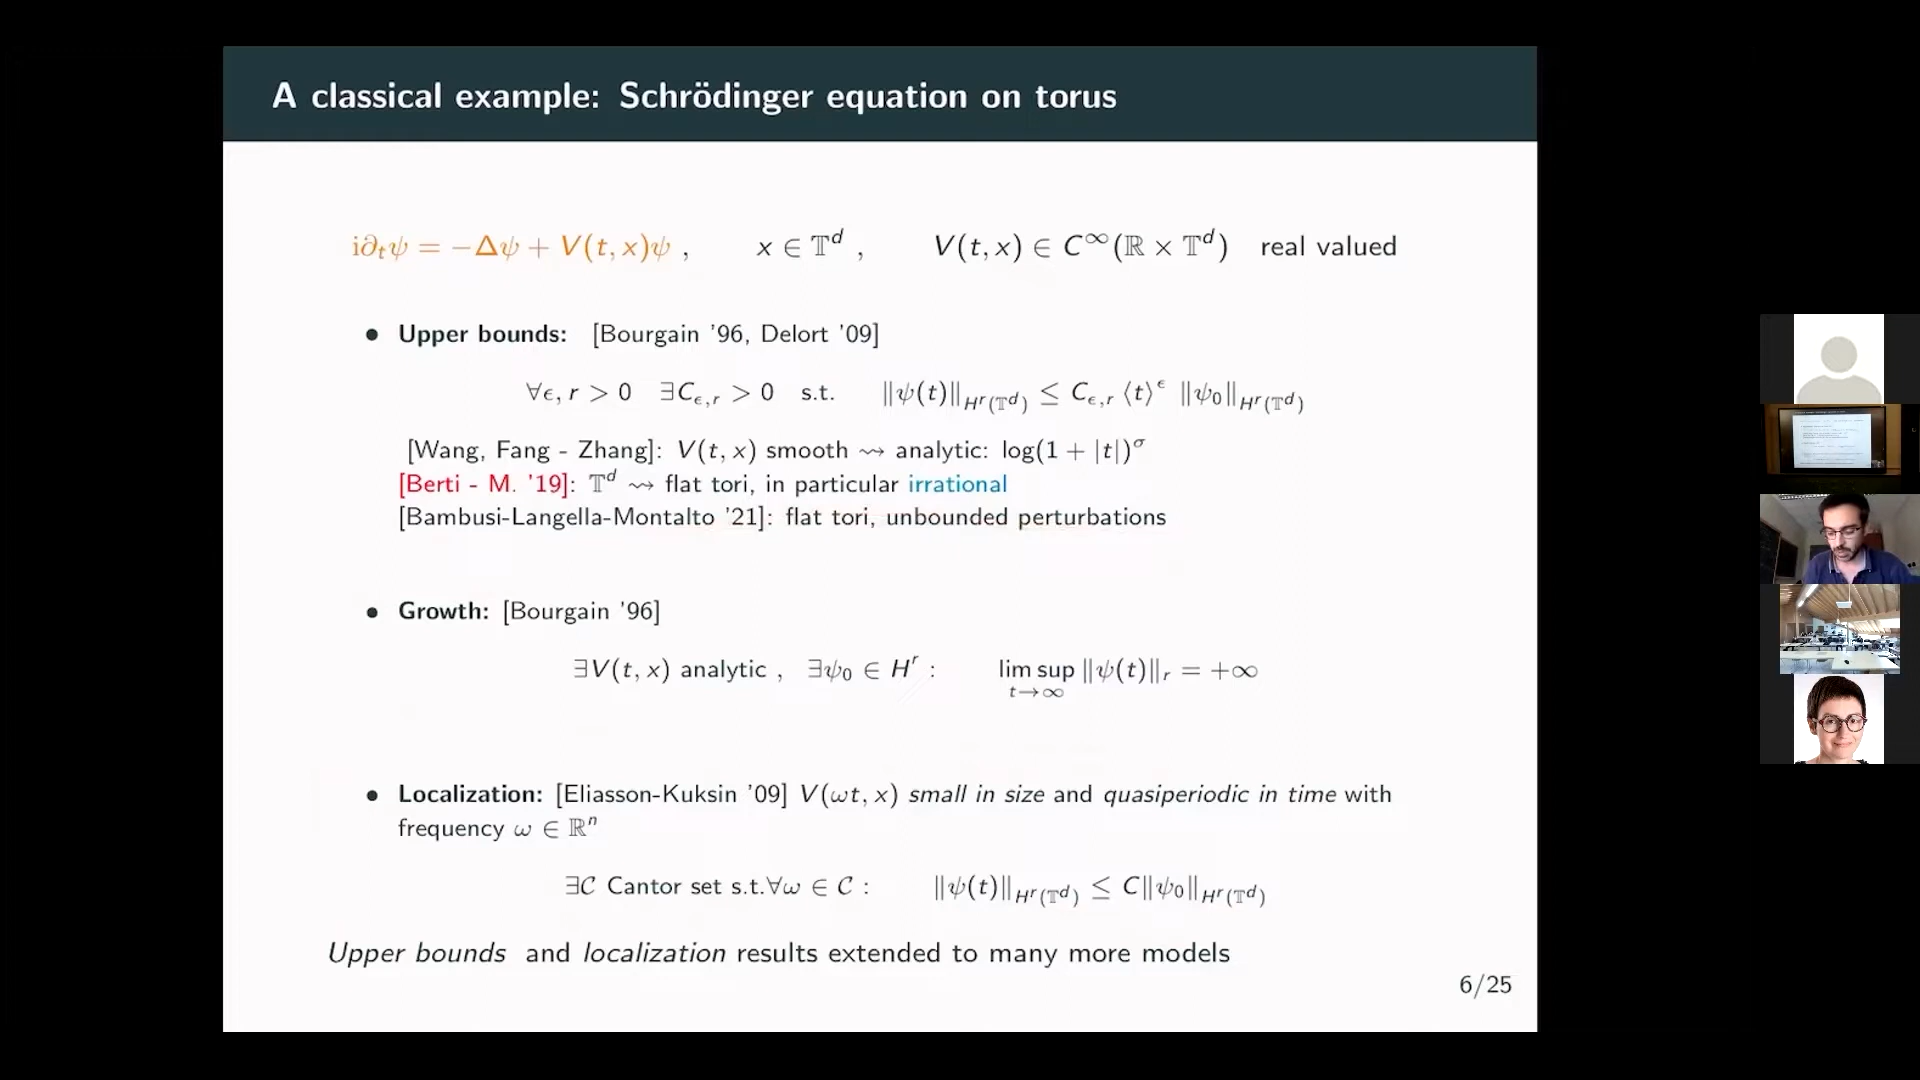 A classical example: Schrödinger equation on torus
i∂ₜψ = −Δψ + V(t, x)ψ , x ∈ 𝕋ᵈ , V(t, x) ∈ C^∞(ℝ × 𝕋ᵈ) real valued
• Upper bounds: [Bourgain '96, Delort '09]
∀ϵ, r > 0 ∃C_{ϵ,r} > 0 s.t. ‖ψ(t)‖_{H^r(𝕋^d)} ≤ C_{ϵ,r} ⟨t⟩^ϵ ‖ψ₀‖_{H^r(𝕋^d)}
[Wang, Fang - Zhang]: V(t, x) smooth ⇝ analytic: log(1 + |t|)^σ
[Berti - M. '19]: 𝕋ᵈ ⇝ flat tori, in particular irrational
[Bambusi-Langella-Montalto '21]: flat tori, unbounded perturbations
• Growth: [Bourgain '96]
∃V(t, x) analytic , ∃ψ₀ ∈ H^r : lim sup_{t→∞} ‖ψ(t)‖_r = +∞
• Localization: [Eliasson-Kuksin '09] V(ωt, x) small in size and quasiperiodic in time with
frequency ω ∈ ℝⁿ
∃𝒞 Cantor set s.t.∀ω ∈ 𝒞 : ‖ψ(t)‖_{H^r(𝕋^d)} ≤ C‖ψ₀‖_{H^r(𝕋^d)}
Upper bounds and localization results extended to many more models
6/25